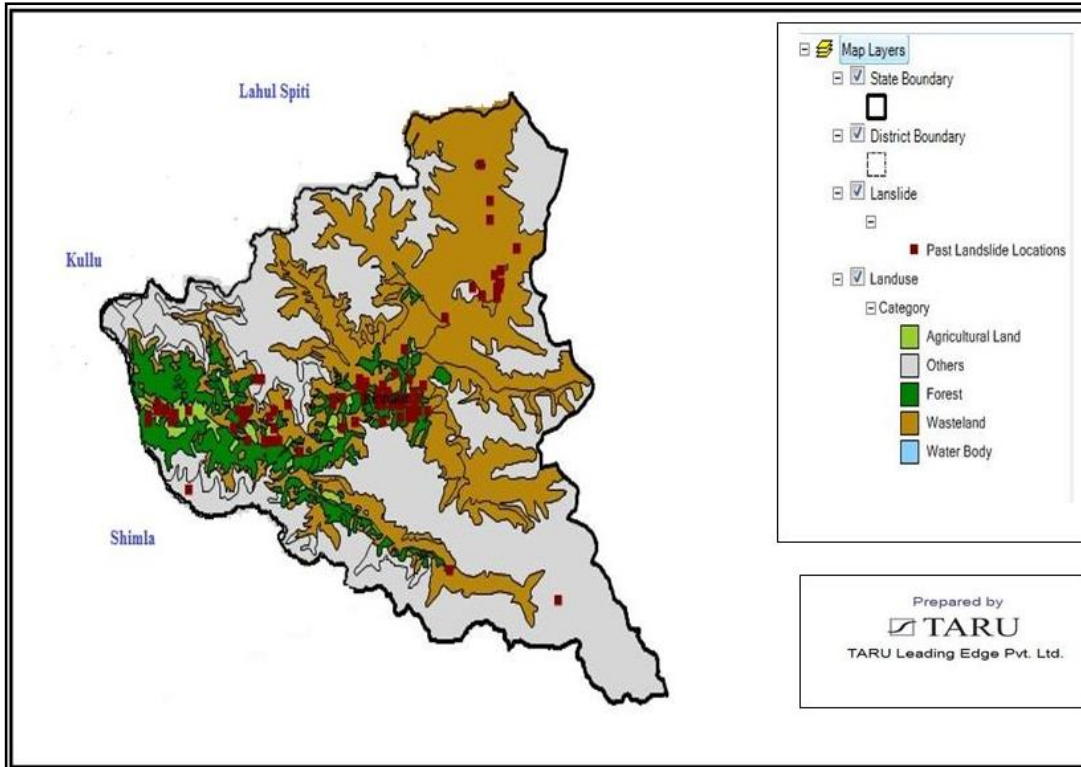 Lahul Spiti
Kullu
Shimla
Map Layers
State Boundary
District Boundary
Lanslide
Past Landslide Locations
Landuse
Category
Agricultural Land
Others
Forest
Wasteland
Water Body
Prepared by
TARU
TARU Leading Edge Pvt. Ltd.